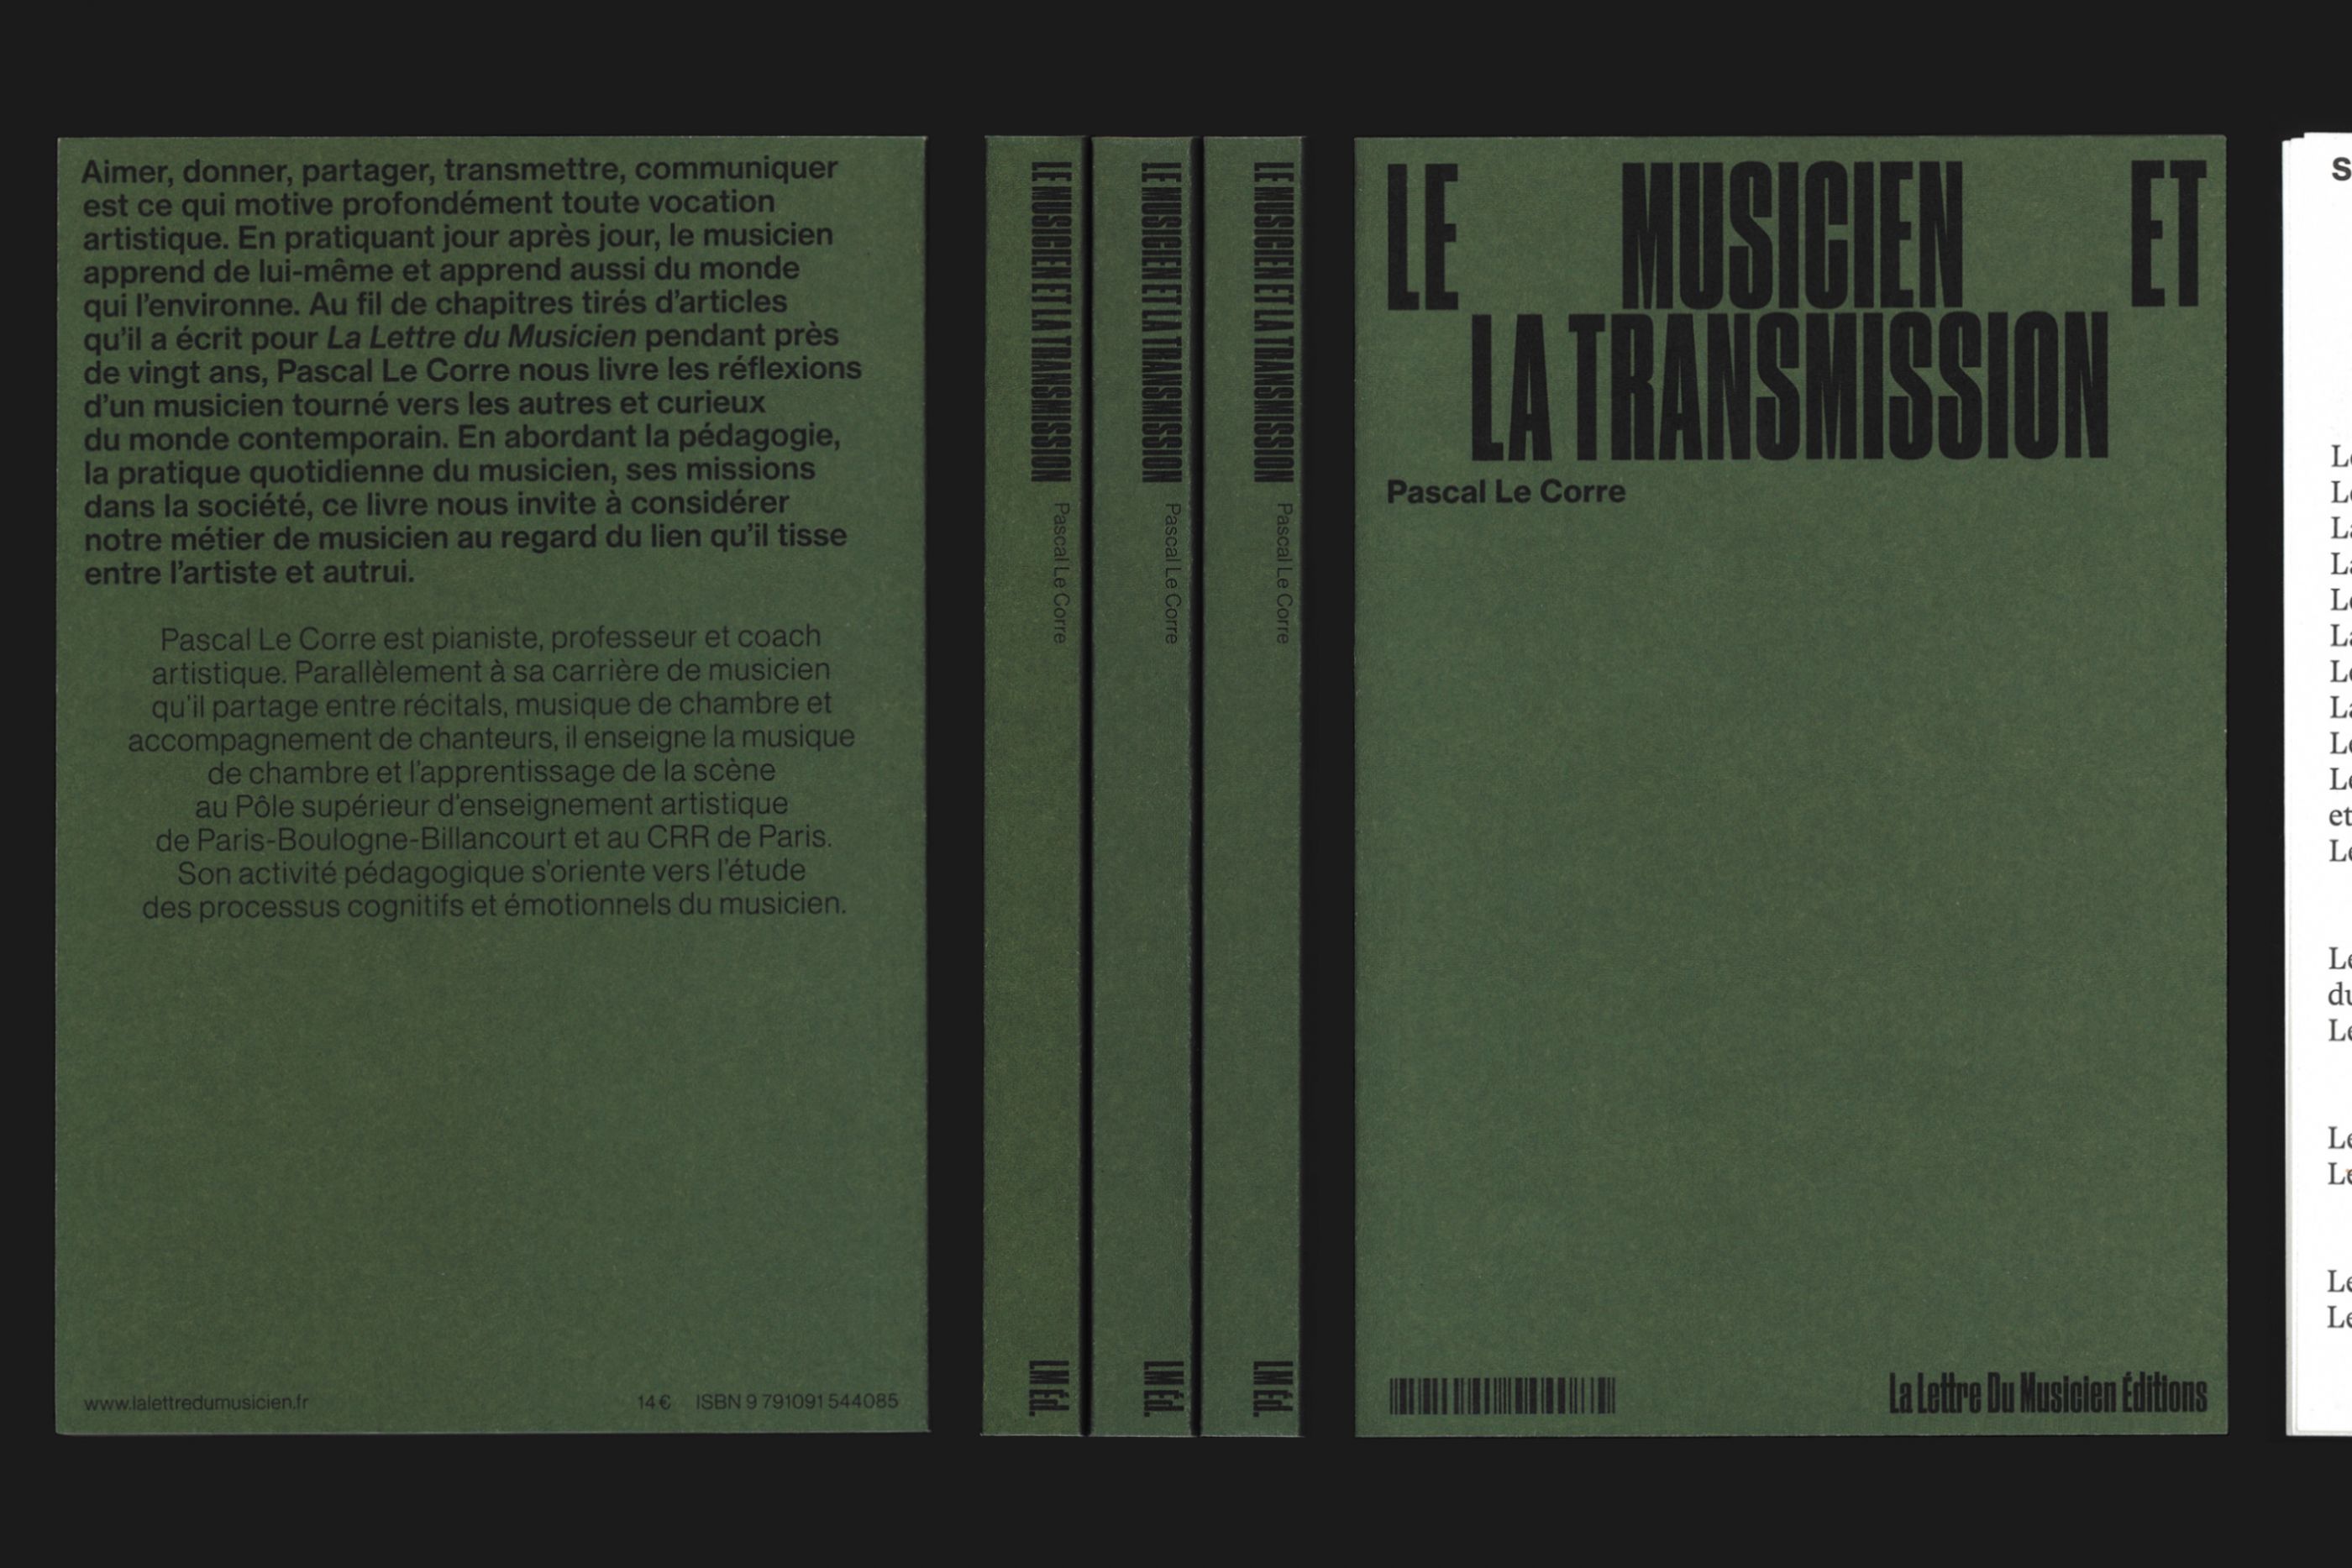 Aimer, donner, partager, transmettre, communiquer
est ce qui motive profondément toute vocation
artistique. En pratiquant jour après jour, le musicien
apprend de lui-même et apprend aussi du monde
qui l’environne. Au fil de chapitres tirés d’articles
qu’il a écrit pour La Lettre du Musicien pendant près
de vingt ans, Pascal Le Corre nous livre les réflexions
d’un musicien tourné vers les autres et curieux
du monde contemporain. En abordant la pédagogie,
la pratique quotidienne du musicien, ses missions
dans la société, ce livre nous invite à considérer
notre métier de musicien au regard du lien qu’il tisse
entre l’artiste et autrui.
Pascal Le Corre est pianiste, professeur et coach
artistique. Parallèlement à sa carrière de musicien
qu'il partage entre récitals, musique de chambre et
accompagnement de chanteurs, il enseigne la musique
de chambre et l'apprentissage de la scène
au Pôle supérieur d'enseignement artistique
de Paris-Boulogne-Billancourt et au CRR de Paris.
Son activité pédagogique s'oriente vers l'étude
des processus cognitifs et émotionnels du musicien.
www.lalettredumusicien.fr
14 € ISBN 9 791091 544085
LE MUSICIEN ET LA TRANSMISSION Pascal Le Corre LM Éd.
LE MUSICIEN ET LA TRANSMISSION Pascal Le Corre LM Éd.
LE MUSICIEN ET LA TRANSMISSION Pascal Le Corre LM Éd.
LE MUSICIEN ET
LA TRANSMISSION
Pascal Le Corre
La Lettre Du Musicien Éditions
et